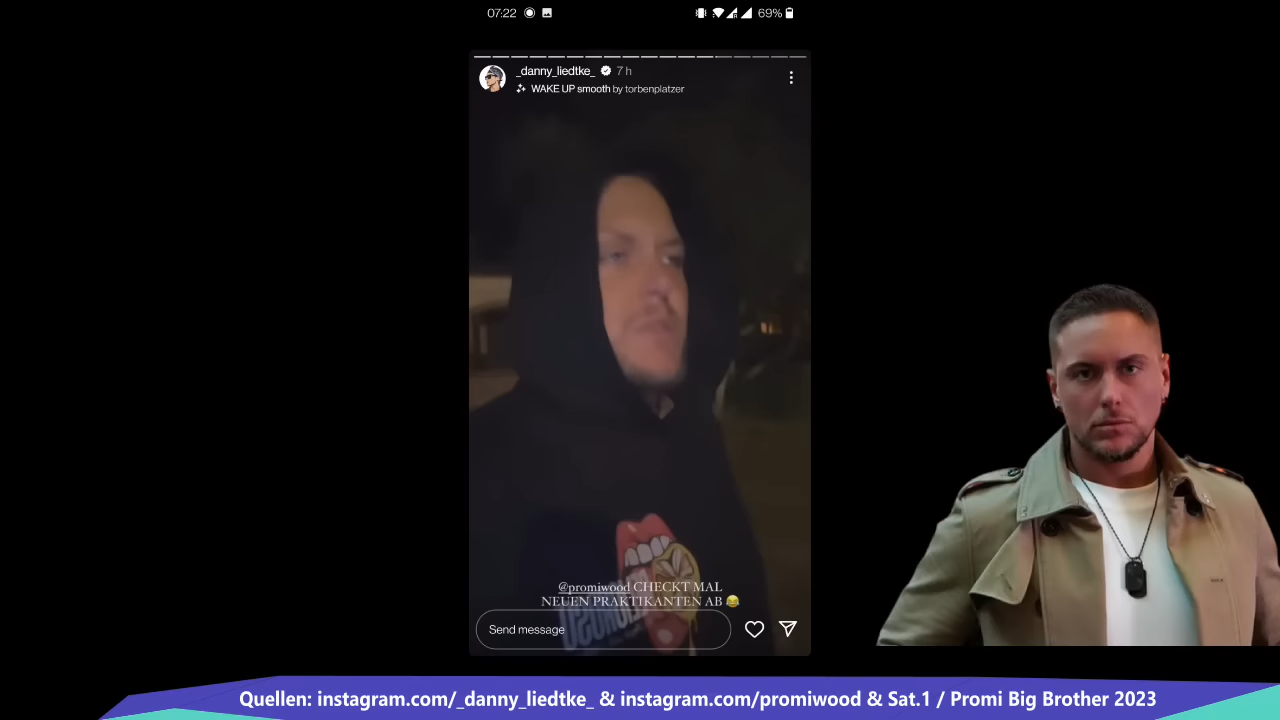 07:22
69%
_danny_liedtke_ 7 h
WAKE UP smooth by torbenplatzer
@promiwood CHECKT MAL
NEUEN PRAKTIKANTEN AB 😂
Send message
Quellen: instagram.com/_danny_liedtke_ & instagram.com/promiwood & Sat.1 / Promi Big Brother 2023